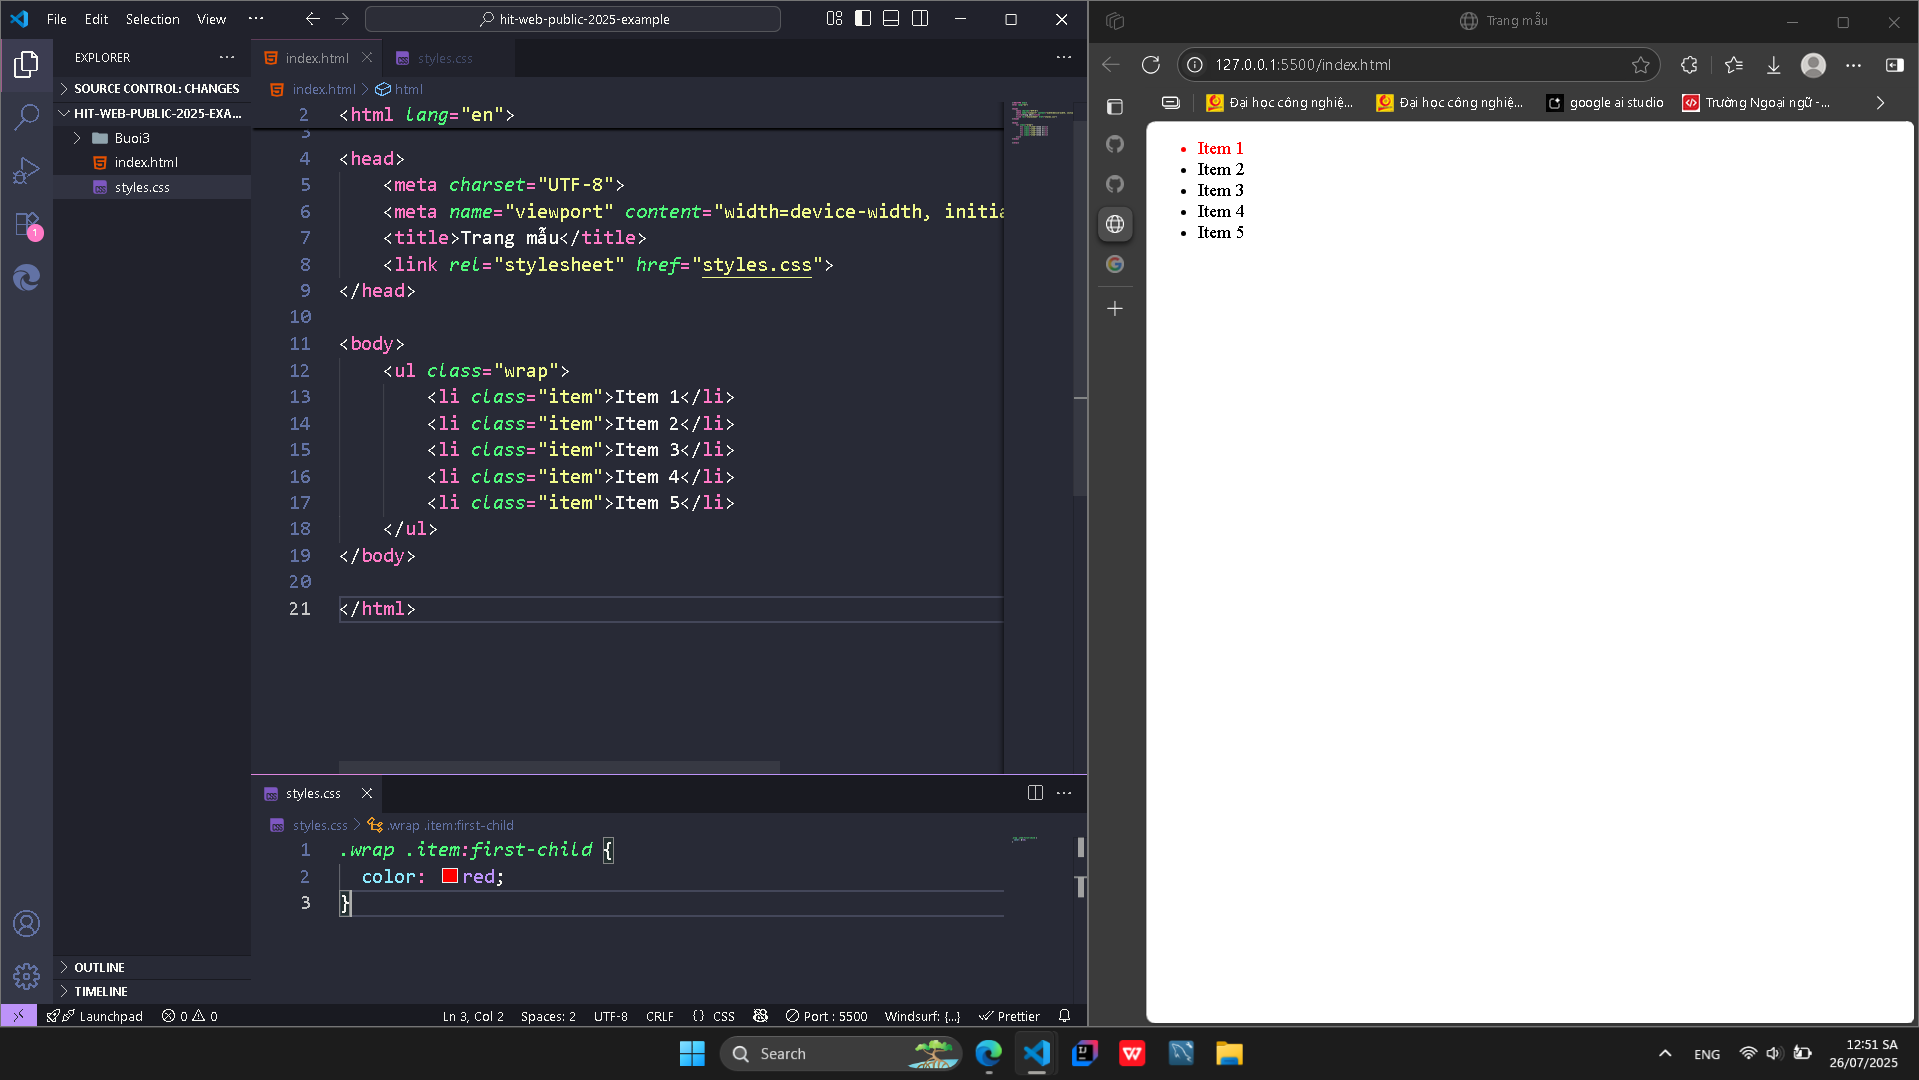 File Edit Selection View ···
hit-web-public-2025-example
EXPLORER
SOURCE CONTROL: CHANGES
HIT-WEB-PUBLIC-2025-EXA...
Buoi3
index.html
styles.css
1
OUTLINE
TIMELINE
index.html
styles.css
index.html > html
2 <html lang="en">
3
4 <head>
5 <meta charset="UTF-8">
6 <meta name="viewport" content="width=device-width, initia
7 <title>Trang mẫu</title>
8 <link rel="stylesheet" href="styles.css">
9 </head>
10
11 <body>
12 <ul class="wrap">
13 <li class="item">Item 1</li>
14 <li class="item">Item 2</li>
15 <li class="item">Item 3</li>
16 <li class="item">Item 4</li>
17 <li class="item">Item 5</li>
18 </ul>
19 </body>
20
21 </html>
styles.css
styles.css > .wrap .item:first-child
1 .wrap .item:first-child {
2 color: red;
3 }
Launchpad 0 0 Ln 3, Col 2 Spaces: 2 UTF-8 CRLF {} CSS Port : 5500 Windsurf: {...} Prettier
Trang mẫu
127.0.0.1:5500/index.html
Đại học công nghiệ... Đại học công nghiệ... google ai studio Trường Ngoại ngữ -...
Item 1
Item 2
Item 3
Item 4
Item 5
Search
ENG
12:51 SA
26/07/2025